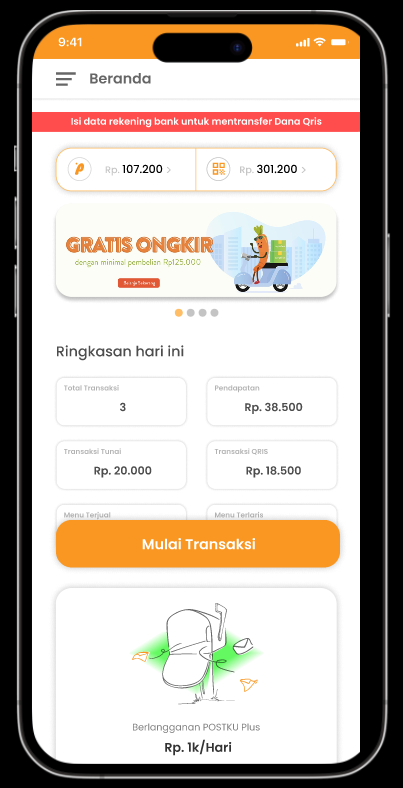 9:41
Beranda
Isi data rekening bank untuk mentransfer Dana Qris
Rp. 107.200 >
Rp. 301.200 >
GRATIS ONGKIR
dengan minimal pembelian Rp125.000
Ringkasan hari ini
Total Transaksi
Pendapatan
3
Rp. 38.500
Transaksi Tunai
Transaksi QRIS
Rp. 20.000
Rp. 18.500
Menu Terjual
Menu Terlaris
Mulai Transaksi
Berlangganan POSTKU Plus
Rp. 1k/Hari